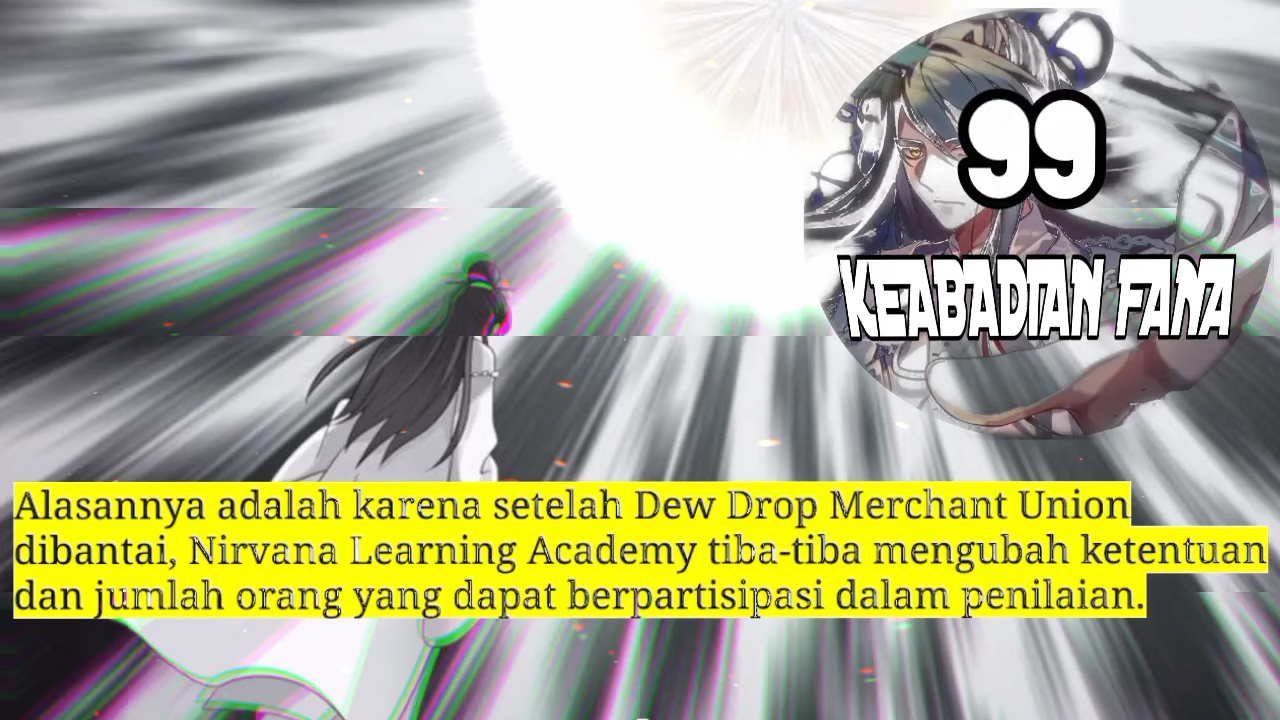 99
KEABADIAN FANA
Alasannya adalah karena setelah Dew Drop Merchant Union
dibantai, Nirvana Learning Academy tiba-tiba mengubah ketentuan
dan jumlah orang yang dapat berpartisipasi dalam penilaian.